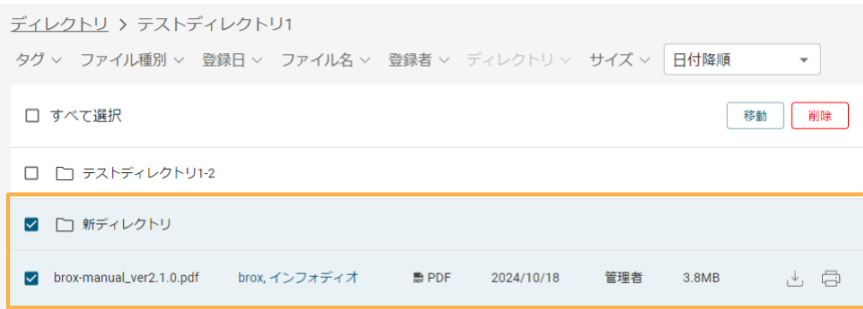 ディレクトリ > テストディレクトリ1
タグ ファイル種別 登録日 ファイル名 登録者 ディレクトリ サイズ 日付降順
すべて選択 移動 削除
テストディレクトリ1-2
新ディレクトリ
brox-manual_ver2.1.0.pdf brox, インフォディオ PDF 2024/10/18 管理者 3.8MB